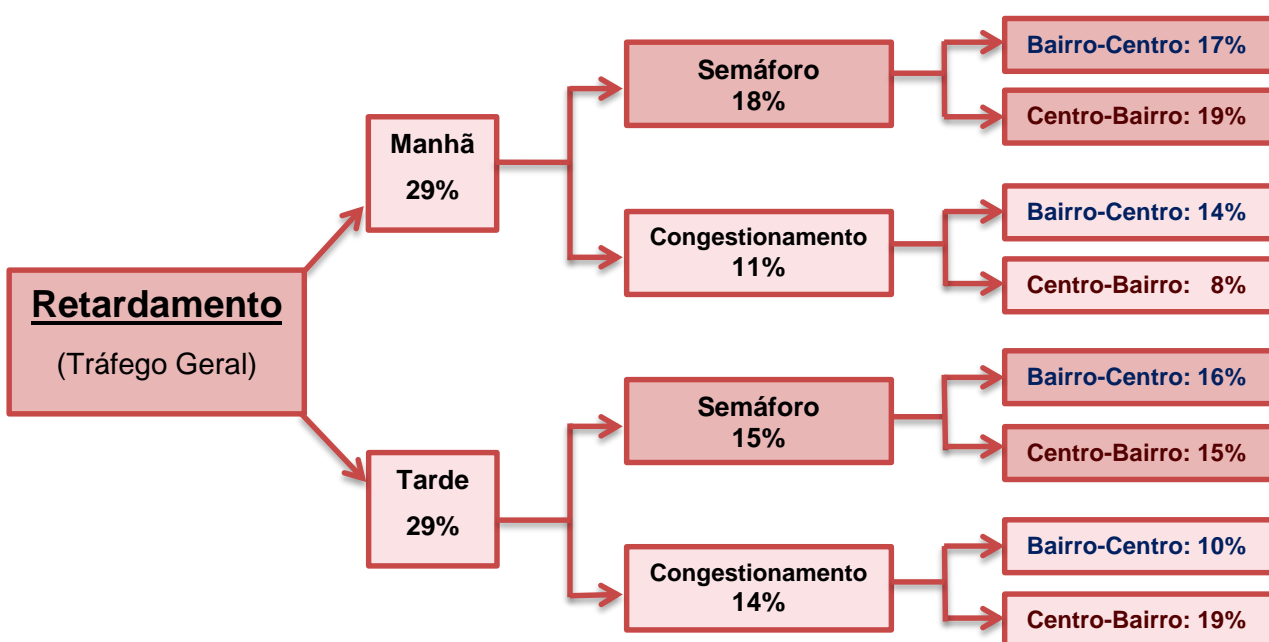 Retardamento
(Tráfego Geral)
Manhã
29%
Semáforo
18%
Bairro-Centro: 17%
Centro-Bairro: 19%
Congestionamento
11%
Bairro-Centro: 14%
Centro-Bairro: 8%
Tarde
29%
Semáforo
15%
Bairro-Centro: 16%
Centro-Bairro: 15%
Congestionamento
14%
Bairro-Centro: 10%
Centro-Bairro: 19%